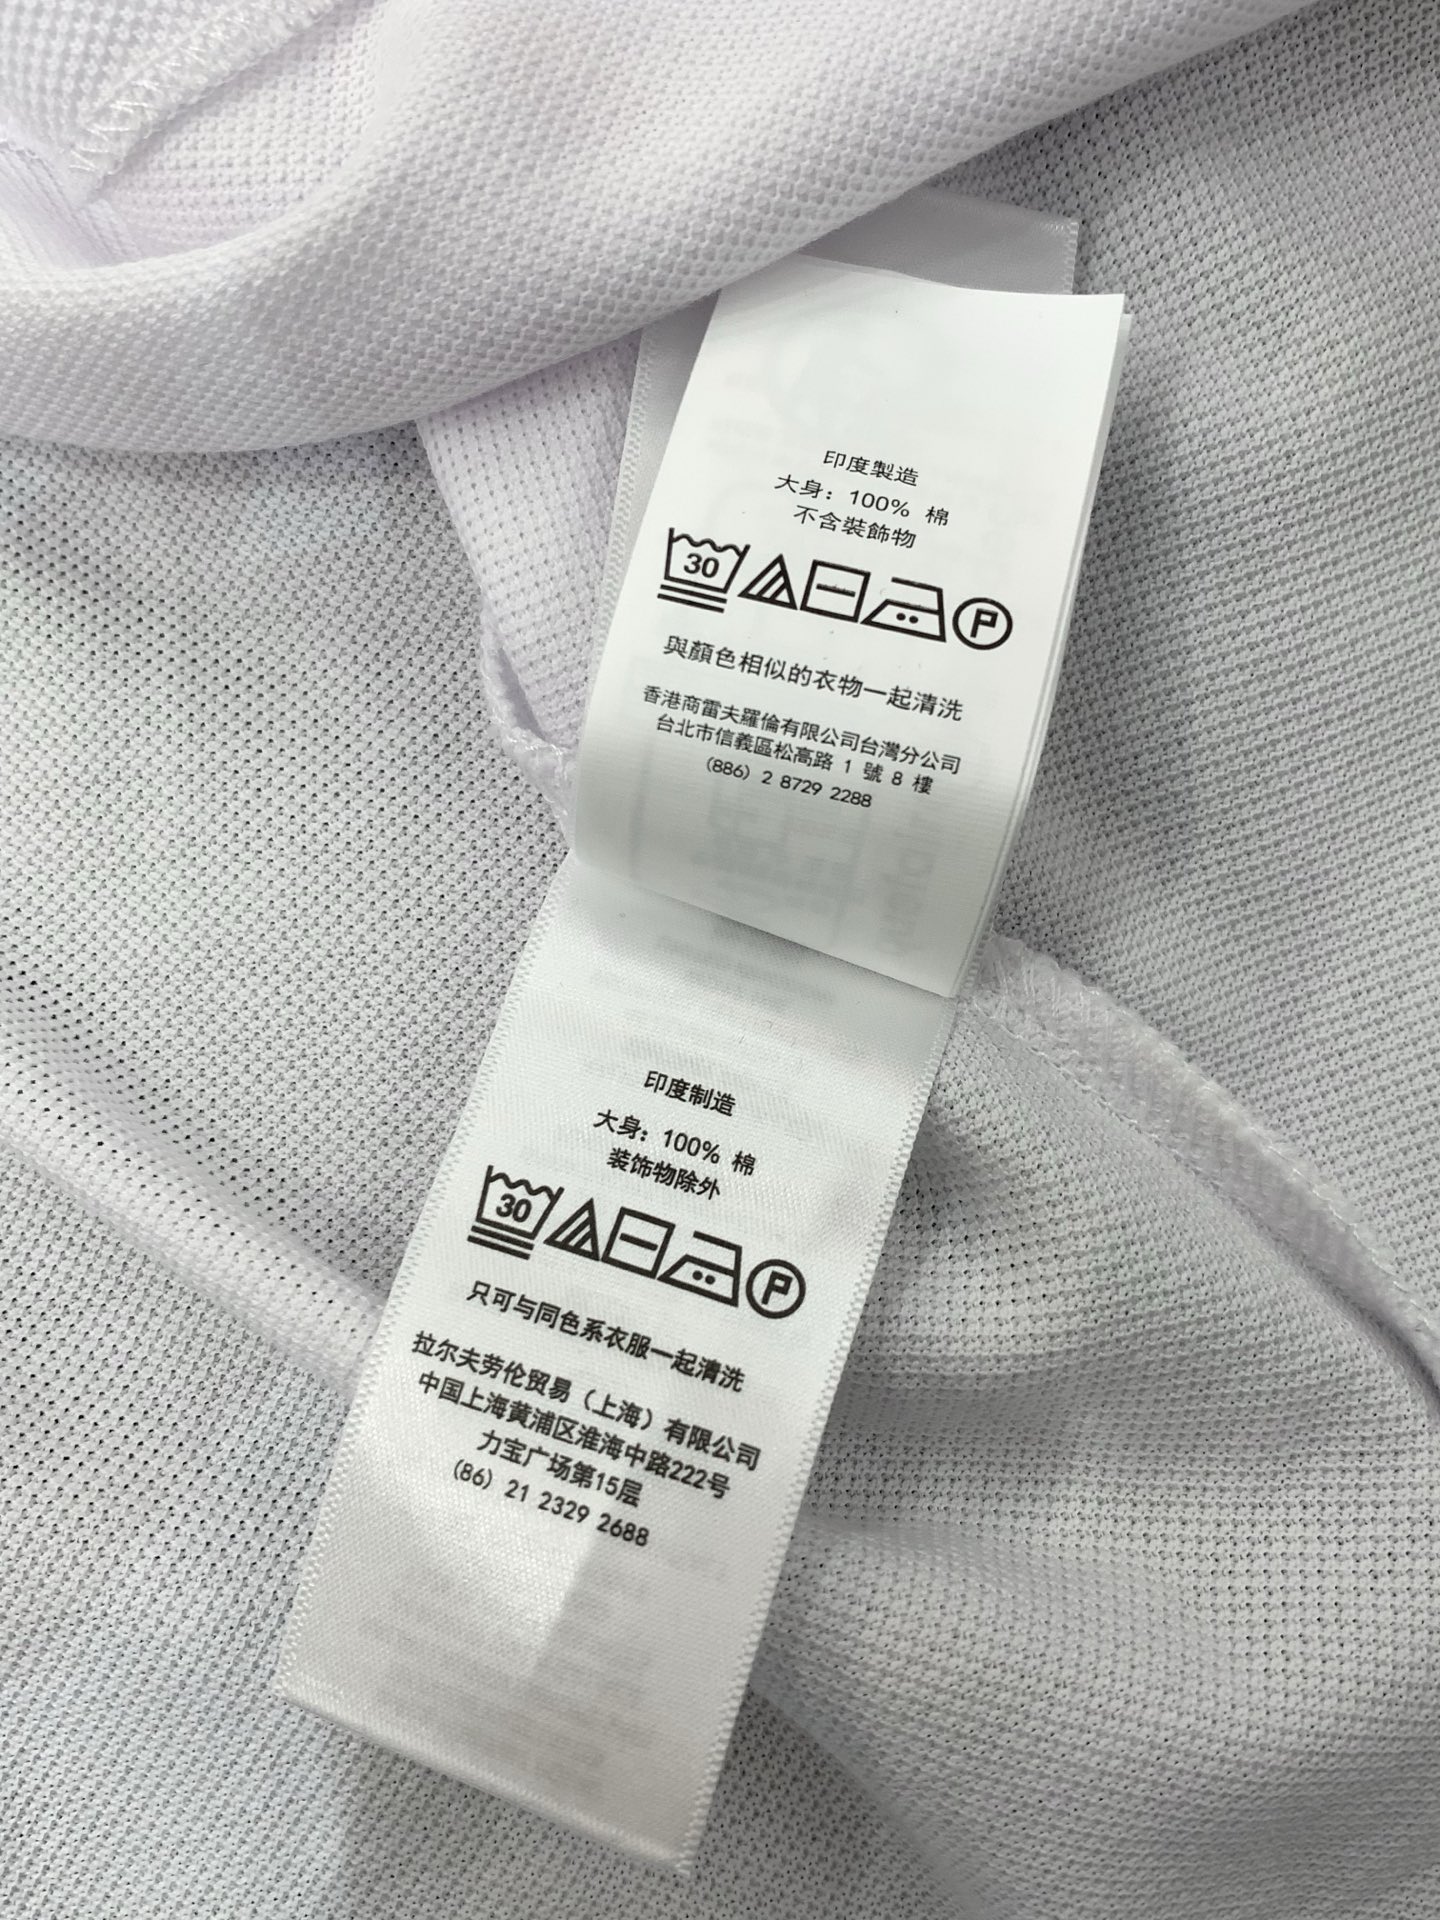 印度製造
大身: 100% 棉
不含裝飾物
30
P
與顏色相似的衣物一起清洗
香港商雷夫羅倫有限公司台灣分公司
台北市信義區松高路 1 號 8 樓
(886) 2 8729 2288
印度制造
大身: 100% 棉
装饰物除外
30
P
只可与同色系衣服一起清洗
拉尔夫劳伦贸易（上海）有限公司
中国上海黄浦区淮海中路222号
力宝广场第15层
(86) 21 2329 2688